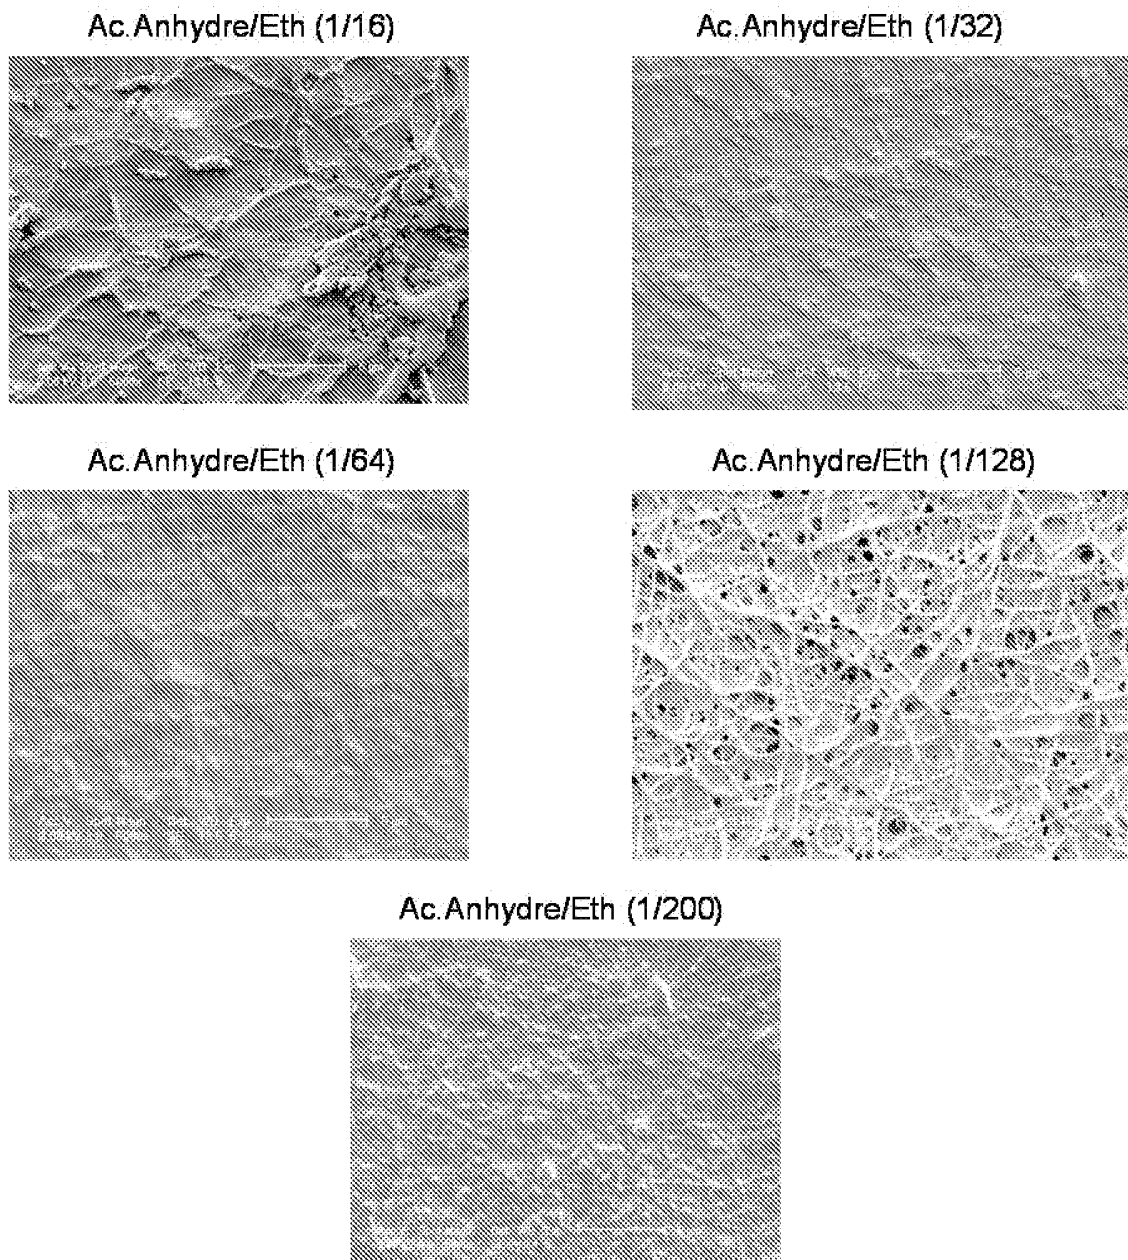 Ac.Anhydre/Eth (1/16)
Ac.Anhydre/Eth (1/32)
Ac.Anhydre/Eth (1/64)
Ac.Anhydre/Eth (1/128)
Ac.Anhydre/Eth (1/200)